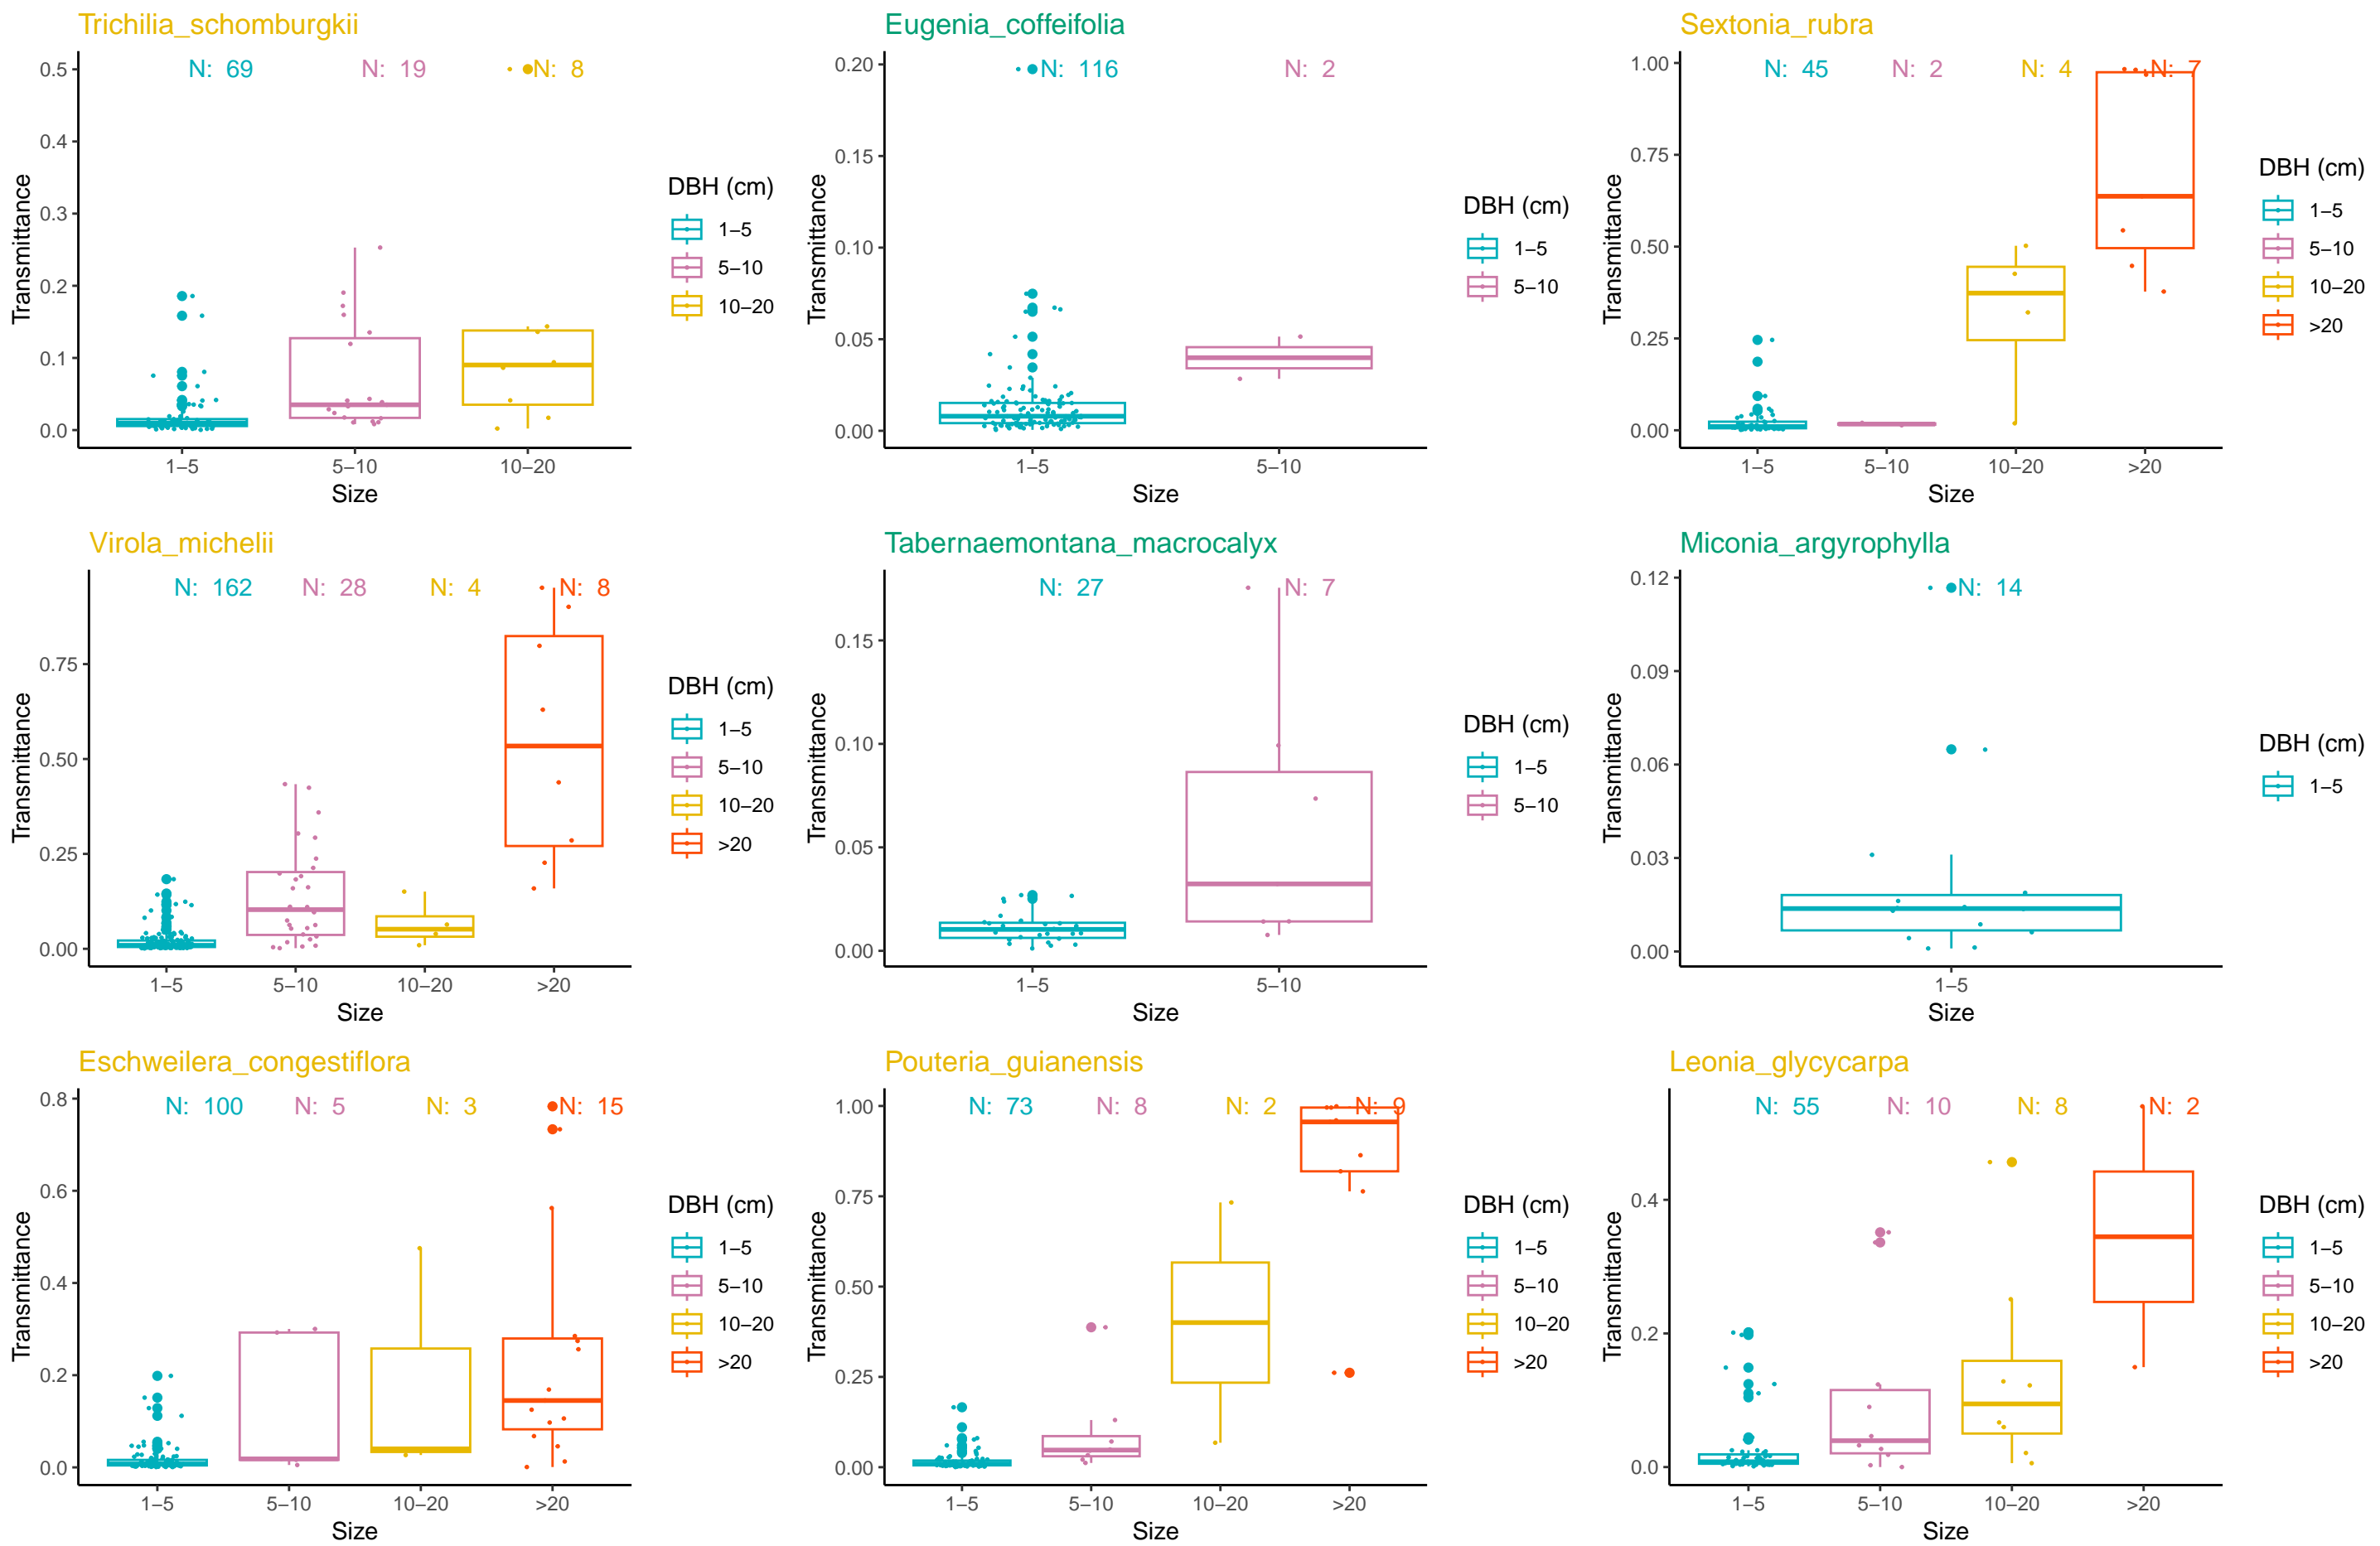 Trichilia_schomburgkii
N: 69
N: 19
N: 8
0.5
0.4
0.3
0.2
0.1
0.0
Transmittance
1–5
5–10
10–20
Size
DBH (cm)
1–5
5–10
10–20
Eugenia_coffeifolia
N: 116
N: 2
0.20
0.15
0.10
0.05
0.00
Transmittance
1–5
5–10
Size
DBH (cm)
1–5
5–10
Sextonia_rubra
N: 45
N: 2
N: 4
N: 7
1.00
0.75
0.50
0.25
0.00
Transmittance
1–5
5–10
10–20
>20
Size
DBH (cm)
1–5
5–10
10–20
>20
Virola_michelii
N: 162
N: 28
N: 4
N: 8
0.75
0.50
0.25
0.00
Transmittance
1–5
5–10
10–20
>20
Size
DBH (cm)
1–5
5–10
10–20
>20
Tabernaemontana_macrocalyx
N: 27
N: 7
0.15
0.10
0.05
0.00
Transmittance
1–5
5–10
Size
DBH (cm)
1–5
5–10
Miconia_argyrophylla
N: 14
0.12
0.09
0.06
0.03
0.00
Transmittance
1–5
Size
DBH (cm)
1–5
Eschweilera_congestiflora
N: 100
N: 5
N: 3
N: 15
0.8
0.6
0.4
0.2
0.0
Transmittance
1–5
5–10
10–20
>20
Size
DBH (cm)
1–5
5–10
10–20
>20
Pouteria_guianensis
N: 73
N: 8
N: 2
N: 9
1.00
0.75
0.50
0.25
0.00
Transmittance
1–5
5–10
10–20
>20
Size
DBH (cm)
1–5
5–10
10–20
>20
Leonia_glycycarpa
N: 55
N: 10
N: 8
N: 2
0.4
0.2
0.0
Transmittance
1–5
5–10
10–20
>20
Size
DBH (cm)
1–5
5–10
10–20
>20